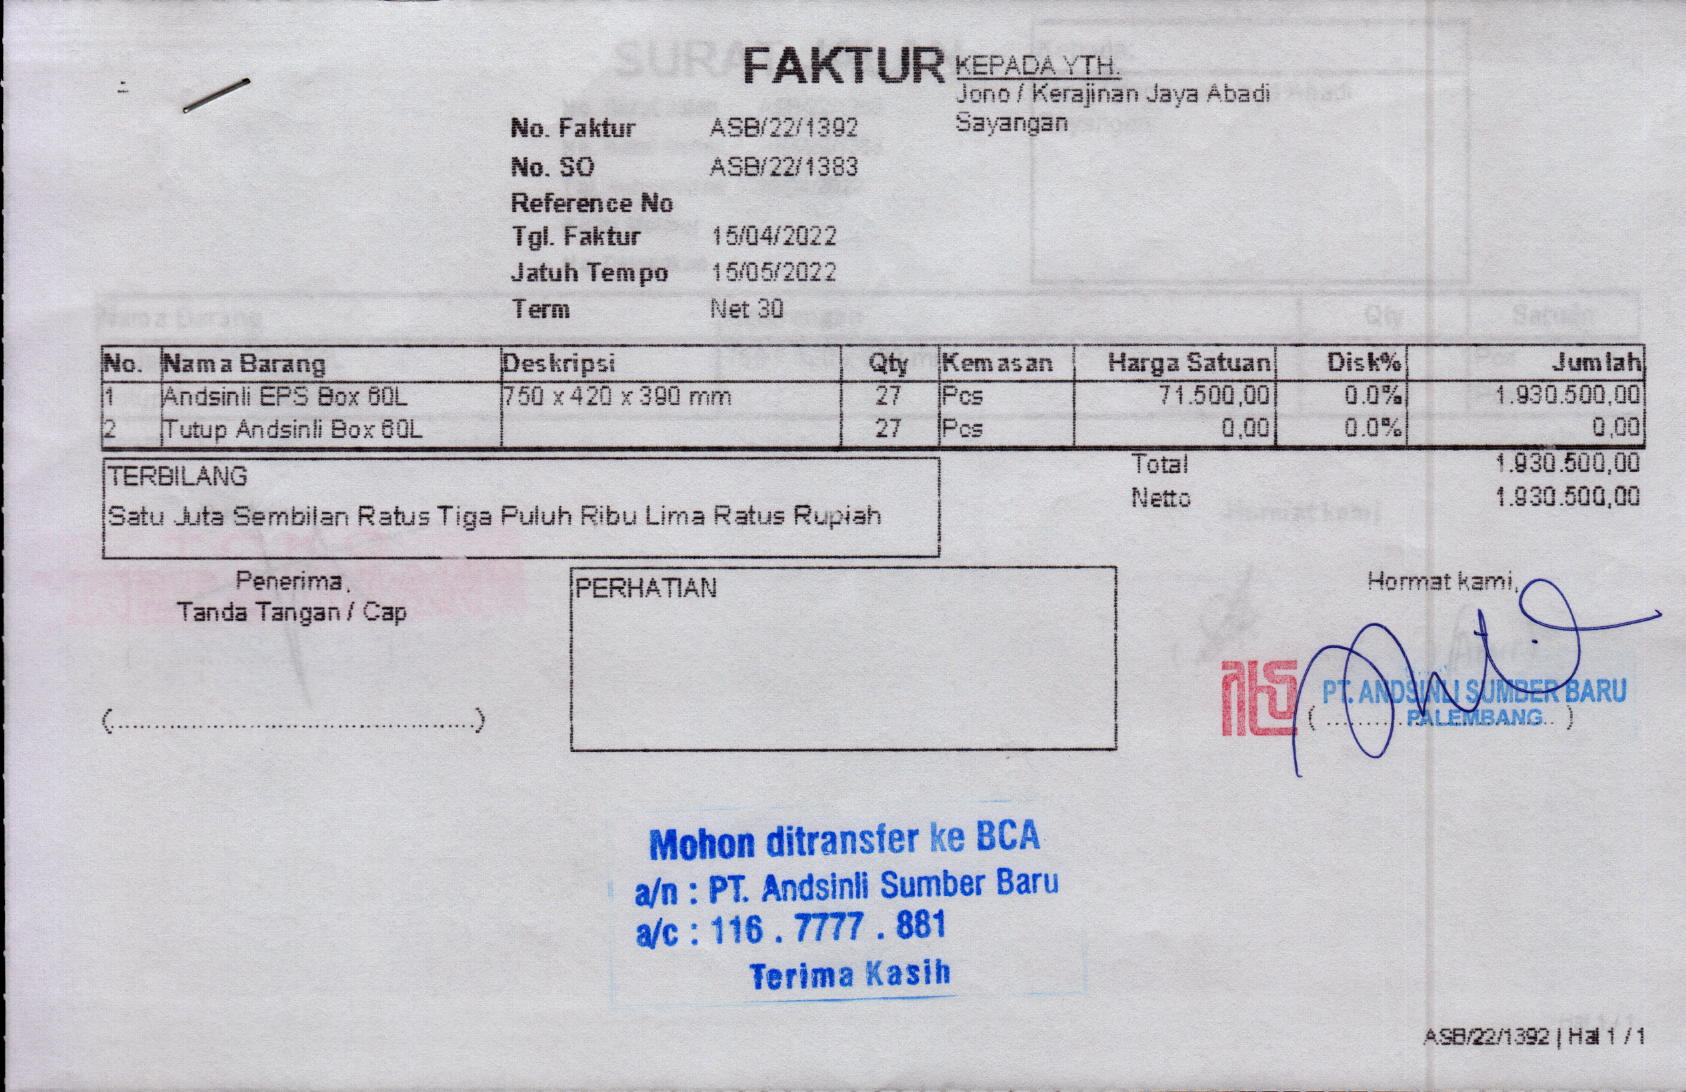 FAKTUR
KEPADA YTH.
Jono / Kerajinan Jaya Abadi
Sayangan
No. Faktur ASB/22/1392
No. SO ASB/22/1383
Reference No
Tgl. Faktur 15/04/2022
Jatuh Tempo 15/05/2022
Term Net 30
No. Nama Barang Deskripsi Qty Kemasan Harga Satuan Disk% Jumlah
1 Andsinli EPS Box 60L 750 x 420 x 390 mm 27 Pcs 71.500,00 0.0% 1.930.500,00
2 Tutup Andsinli Box 60L 27 Pcs 0,00 0.0% 0,00
Total 1.930.500,00
Netto 1.930.500,00
TERBILANG
Satu Juta Sembilan Ratus Tiga Puluh Ribu Lima Ratus Rupiah
Penerima,
Tanda Tangan / Cap
PERHATIAN
Hormat kami,
PT. ANDSINLI SUMBER BARU
PALEMBANG
Mohon ditransfer ke BCA
a/n : PT. Andsinli Sumber Baru
a/c : 116 . 7777 . 881
Terima Kasih
ASB/22/1392 | Hal 1 / 1